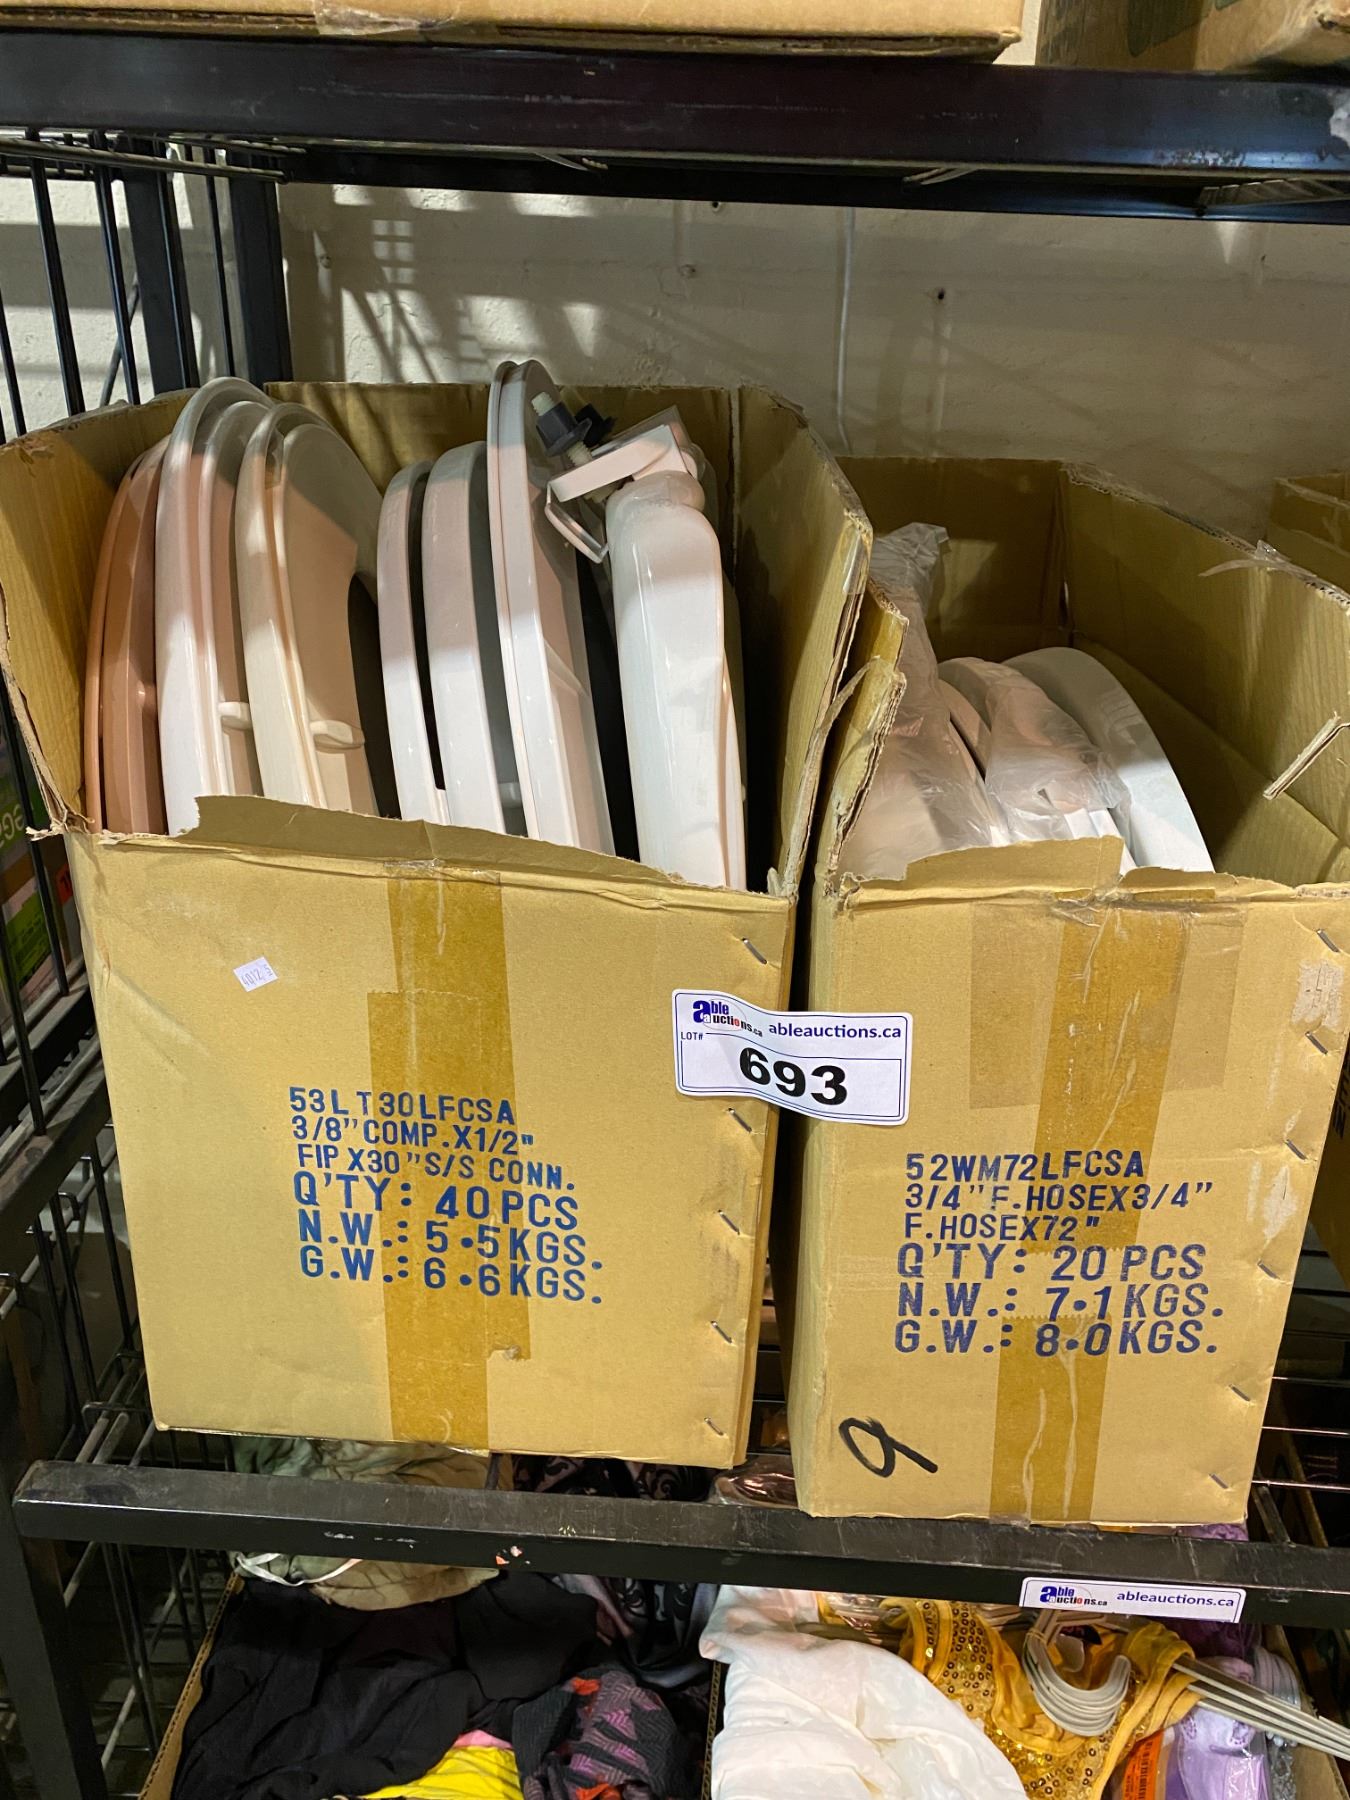 able auctions.ca ableauctions.ca
LOT#
693
53LT30LFCSA
3/8"COMP.X1/2"
FIP X30"S/S CONN.
Q'TY: 40PCS
N.W.: 5.5KGS.
G.W.: 6.6KGS.
52WM72LFCSA
3/4"F.HOSEX3/4"
F.HOSEX72"
Q'TY: 20 PCS
N.W.: 7.1KGS.
G.W.: 8.0KGS.
9
able auctions.ca ableauctions.ca